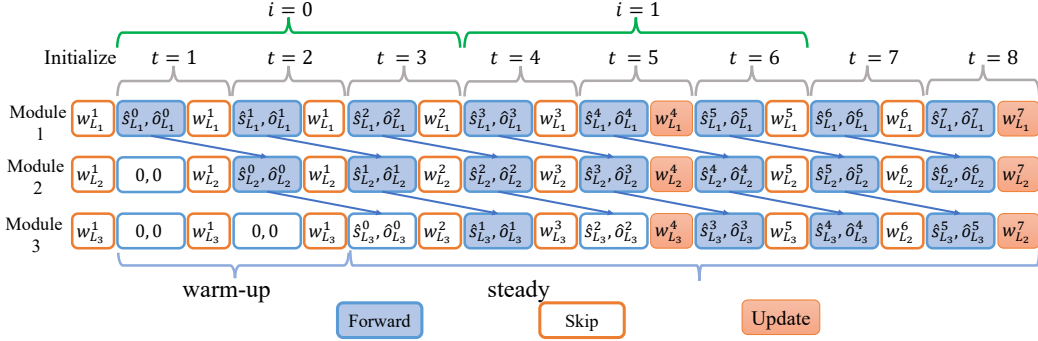 i = 0 i = 1
Initialize t = 1 t = 2 t = 3 t = 4 t = 5 t = 6 t = 7 t = 8
Module 1 w^1_{L_1} ŝ^0_{L_1}, ô^0_{L_1} w^1_{L_1} ŝ^1_{L_1}, ô^1_{L_1} w^1_{L_1} ŝ^2_{L_1}, ô^2_{L_1} w^2_{L_1} ŝ^3_{L_1}, ô^3_{L_1} w^3_{L_1} ŝ^4_{L_1}, ô^4_{L_1} w^4_{L_1} ŝ^5_{L_1}, ô^5_{L_1} w^5_{L_1} ŝ^6_{L_1}, ô^6_{L_1} w^6_{L_1} ŝ^7_{L_1}, ô^7_{L_1} w^7_{L_1}
Module 2 w^1_{L_2} 0, 0 w^1_{L_2} ŝ^0_{L_2}, ô^0_{L_2} w^1_{L_2} ŝ^1_{L_2}, ô^1_{L_2} w^2_{L_2} ŝ^2_{L_2}, ô^2_{L_2} w^3_{L_2} ŝ^3_{L_2}, ô^3_{L_2} w^4_{L_2} ŝ^4_{L_2}, ô^4_{L_2} w^5_{L_2} ŝ^5_{L_2}, ô^5_{L_2} w^6_{L_2} ŝ^6_{L_2}, ô^6_{L_2} w^7_{L_2}
Module 3 w^1_{L_3} 0, 0 w^1_{L_3} 0, 0 w^1_{L_3} ŝ^0_{L_3}, ô^0_{L_3} w^2_{L_3} ŝ^1_{L_3}, ô^1_{L_3} w^3_{L_3} ŝ^2_{L_3}, ô^2_{L_3} w^4_{L_3} ŝ^3_{L_3}, ô^3_{L_3} w^5_{L_3} ŝ^4_{L_3}, ô^4_{L_3} w^6_{L_2} ŝ^5_{L_3}, ô^5_{L_3} w^7_{L_2}
warm-up steady
Forward Skip Update